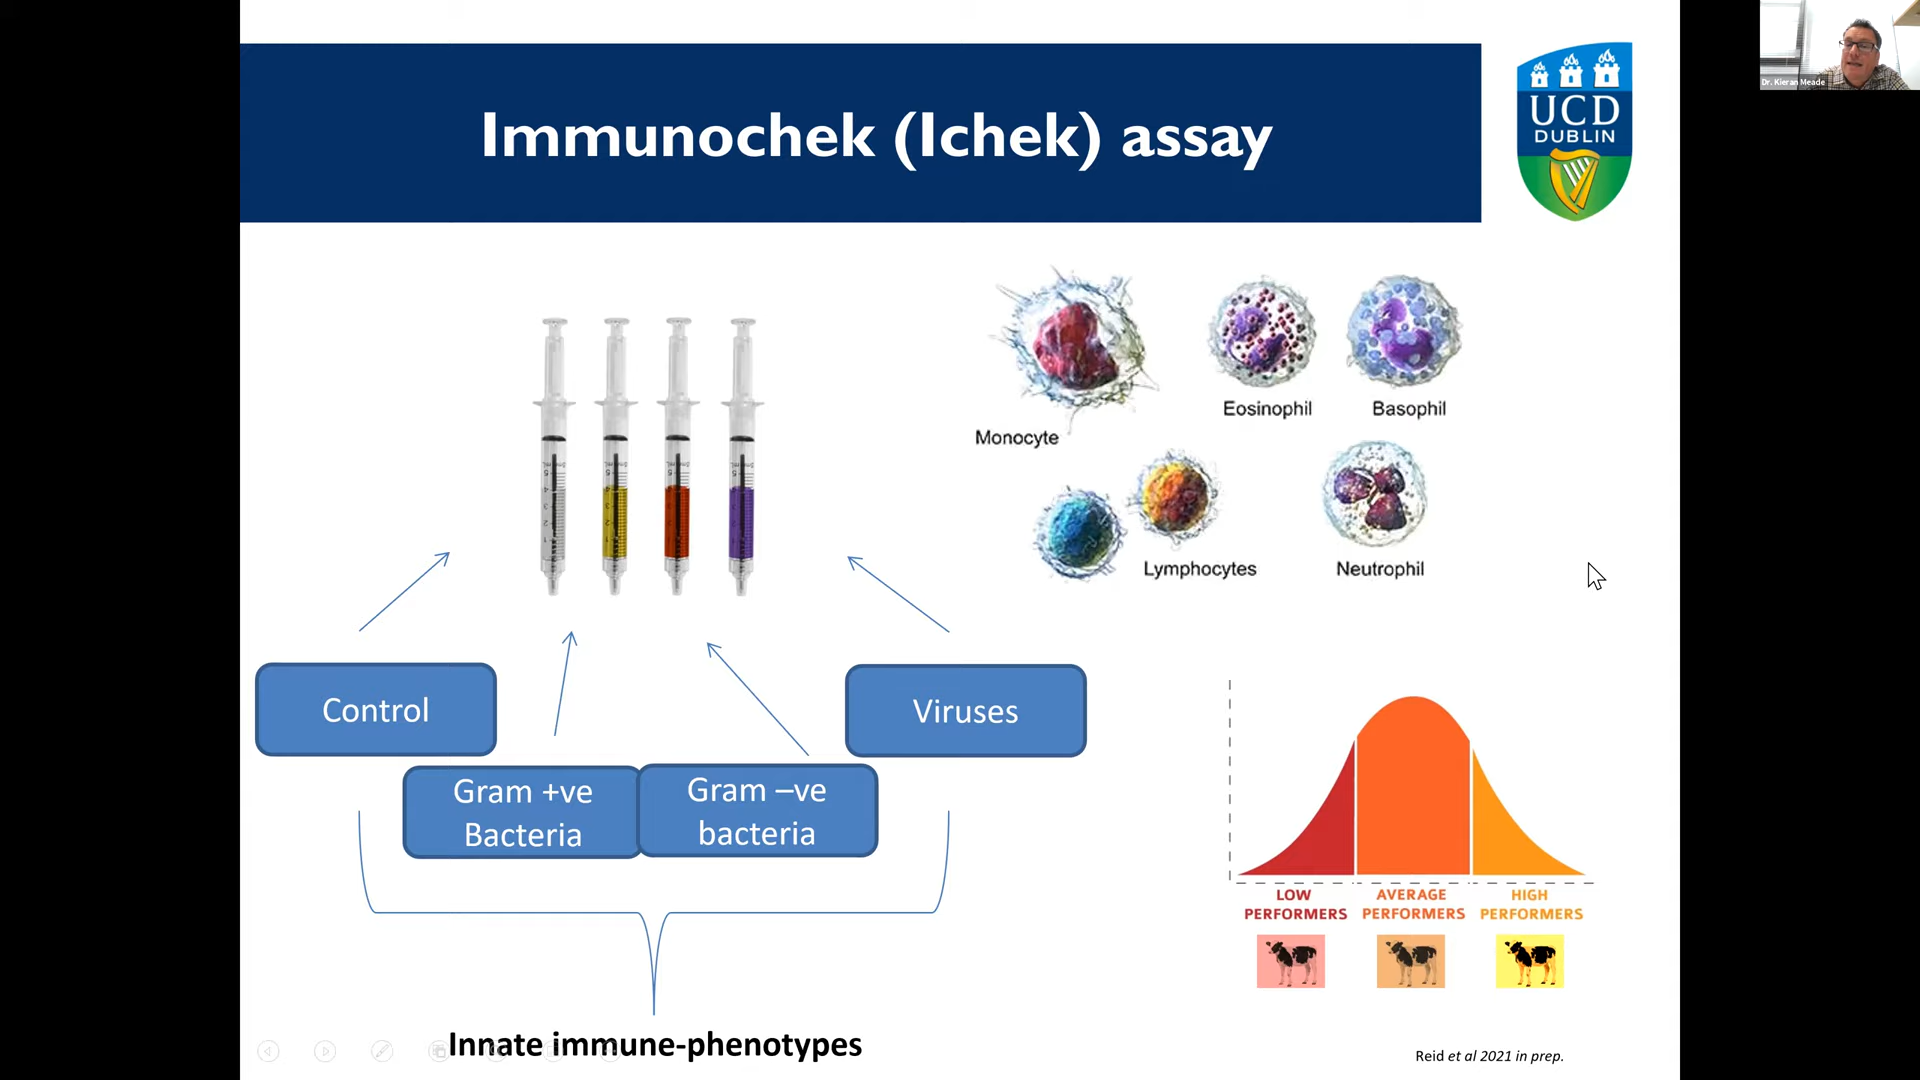 Immunochek (Ichek) assay
UCD
DUBLIN
Dr. Kieran Meade
Monocyte
Eosinophil
Basophil
Lymphocytes
Neutrophil
Control
Viruses
Gram +ve
Bacteria
Gram –ve
bacteria
Innate immune-phenotypes
LOW
PERFORMERS
AVERAGE
PERFORMERS
HIGH
PERFORMERS
Reid et al 2021 in prep.